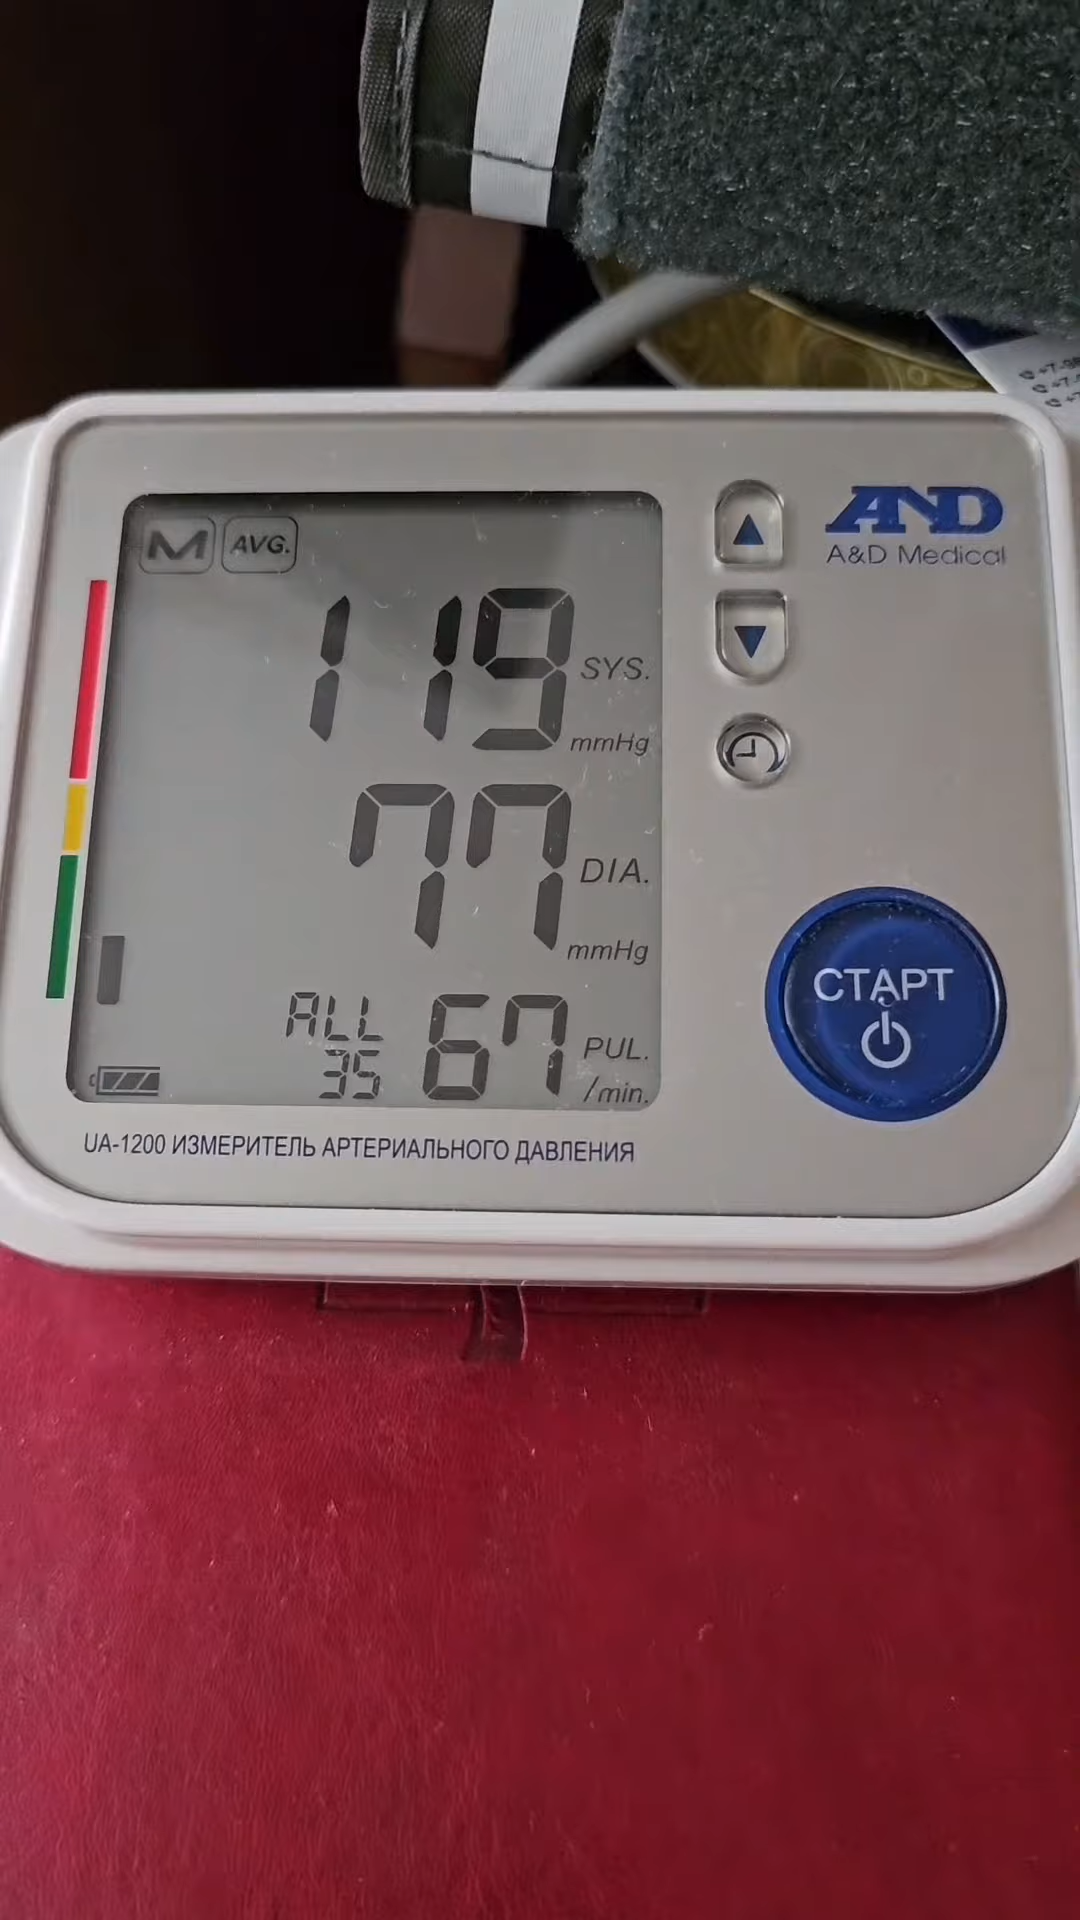 M AVG.
AND
A&D Medical
119 SYS.
mmHg
77 DIA.
mmHg
ALL
35
67 PUL.
/min.
СТАРТ
UA-1200 ИЗМЕРИТЕЛЬ АРТЕРИАЛЬНОГО ДАВЛЕНИЯ